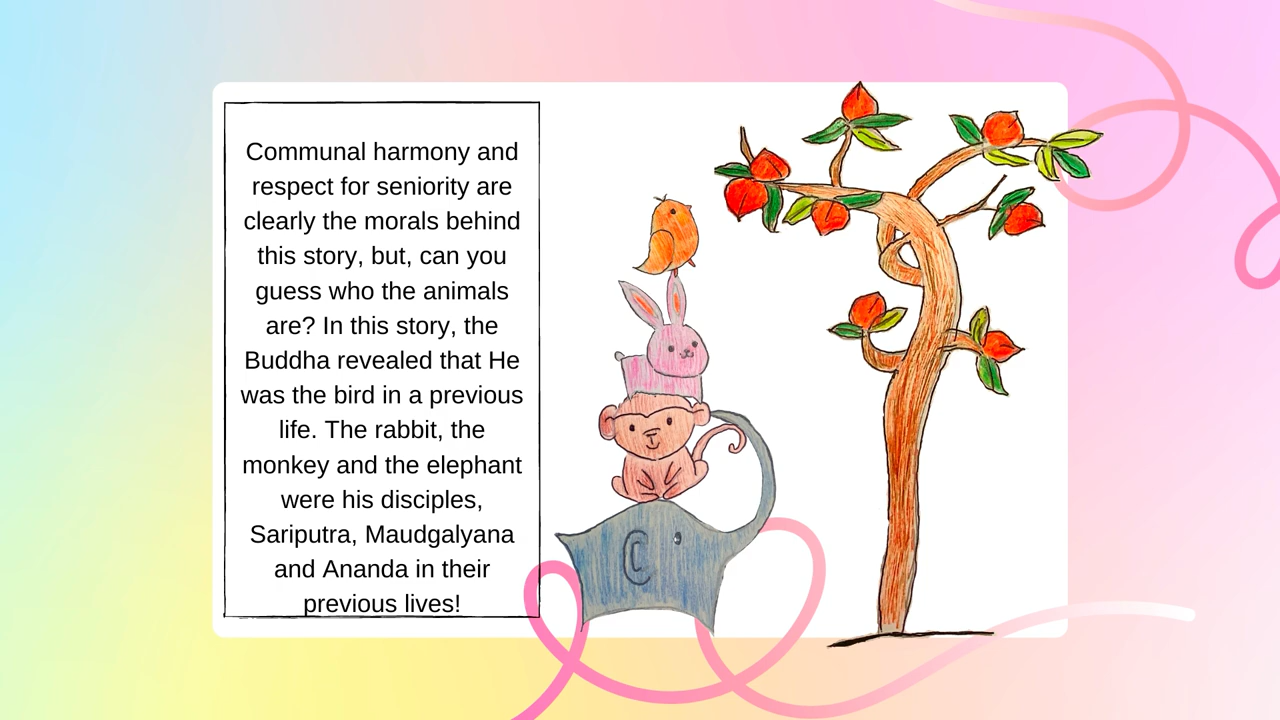 Communal harmony and
respect for seniority are
clearly the morals behind
this story, but, can you
guess who the animals
are? In this story, the
Buddha revealed that He
was the bird in a previous
life. The rabbit, the
monkey and the elephant
were his disciples,
Sariputra, Maudgalyana
and Ananda in their
previous lives!